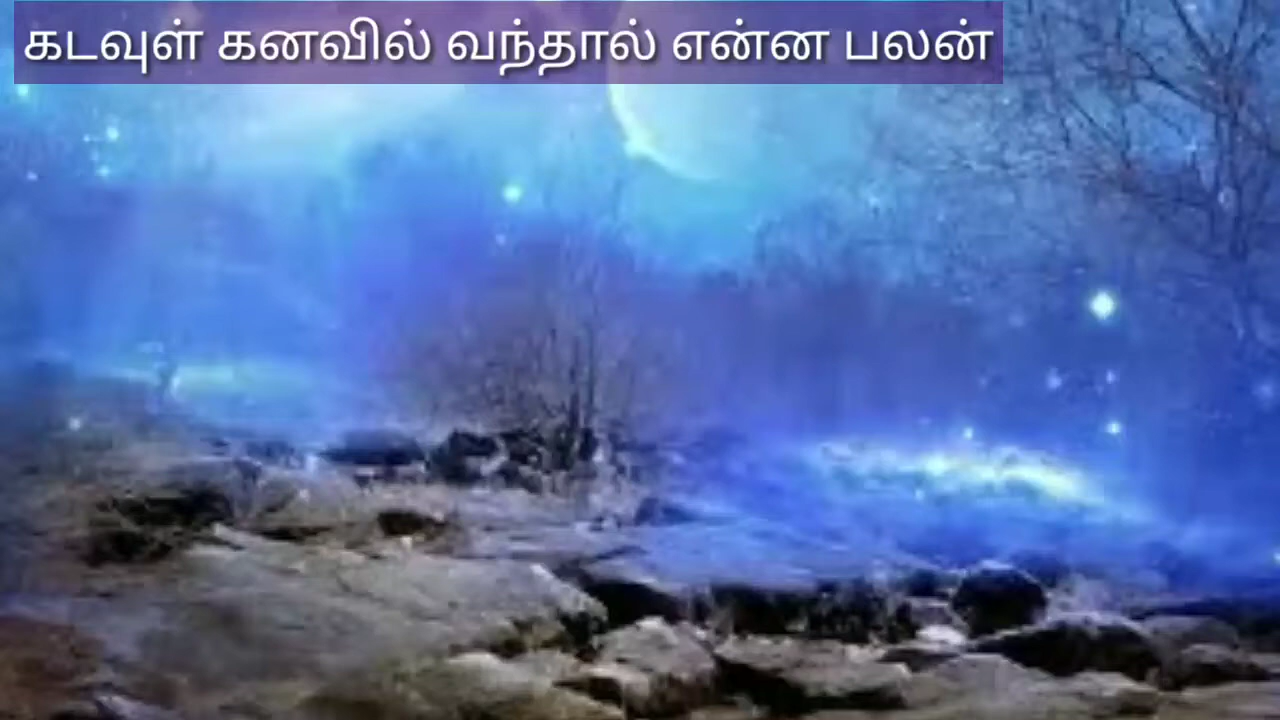 கடவுள் கனவில் வந்தால் என்ன பலன்